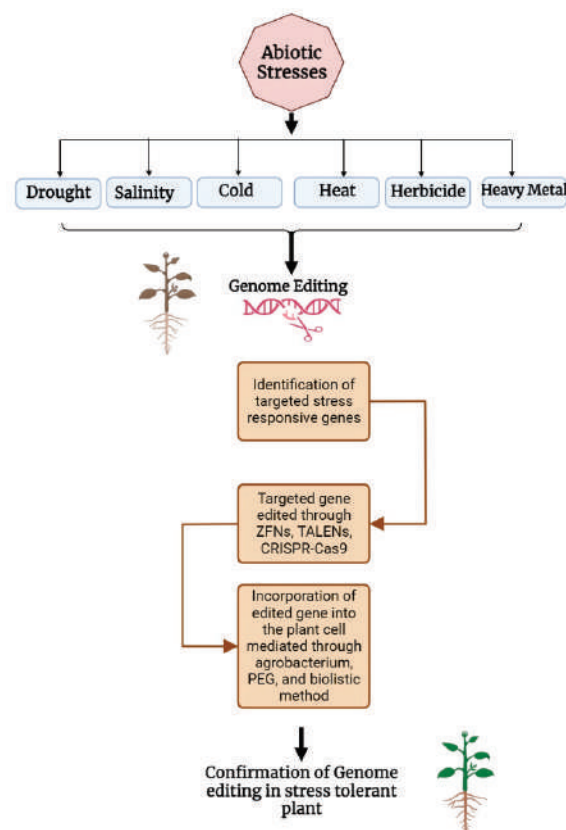 Abiotic
Stresses
Drought Salinity Cold Heat Herbicide Heavy Metal
Genome Editing
Identification of
targeted stress
responsive genes
Targeted gene
edited through
ZFNs, TALENs,
CRISPR-Cas9
Incorporation of
edited gene into
the plant cell
mediated through
agrobacterium,
PEG, and biolistic
method
Confirmation of Genome
editing in stress tolerant
plant